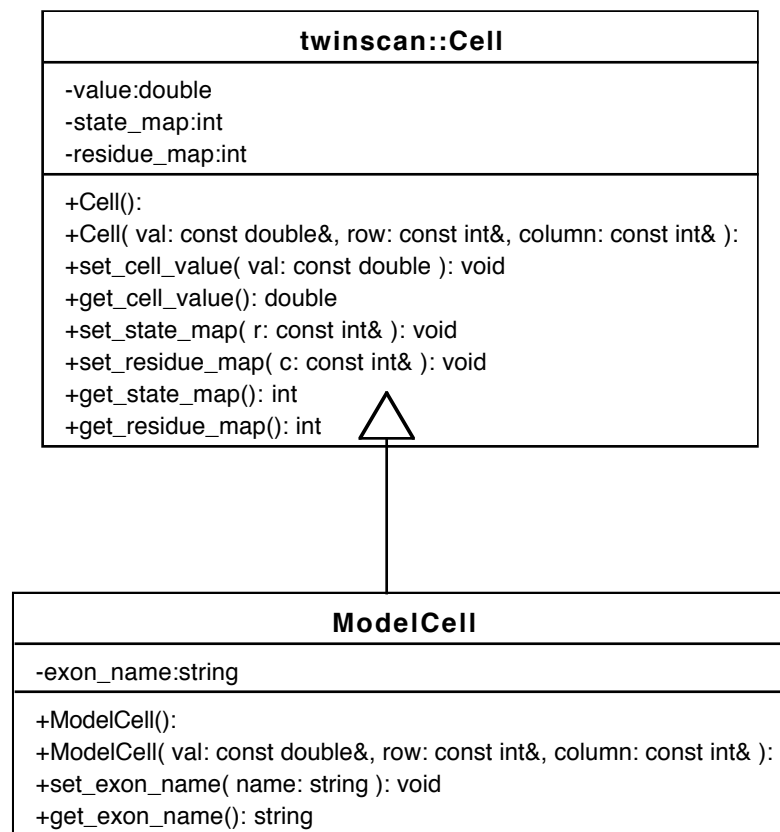 twinscan::Cell
-value:double
-state_map:int
-residue_map:int
+Cell():
+Cell( val: const double&, row: const int&, column: const int& ):
+set_cell_value( val: const double ): void
+get_cell_value(): double
+set_state_map( r: const int& ): void
+set_residue_map( c: const int& ): void
+get_state_map(): int
+get_residue_map(): int
ModelCell
-exon_name:string
+ModelCell():
+ModelCell( val: const double&, row: const int&, column: const int& ):
+set_exon_name( name: string ): void
+get_exon_name(): string